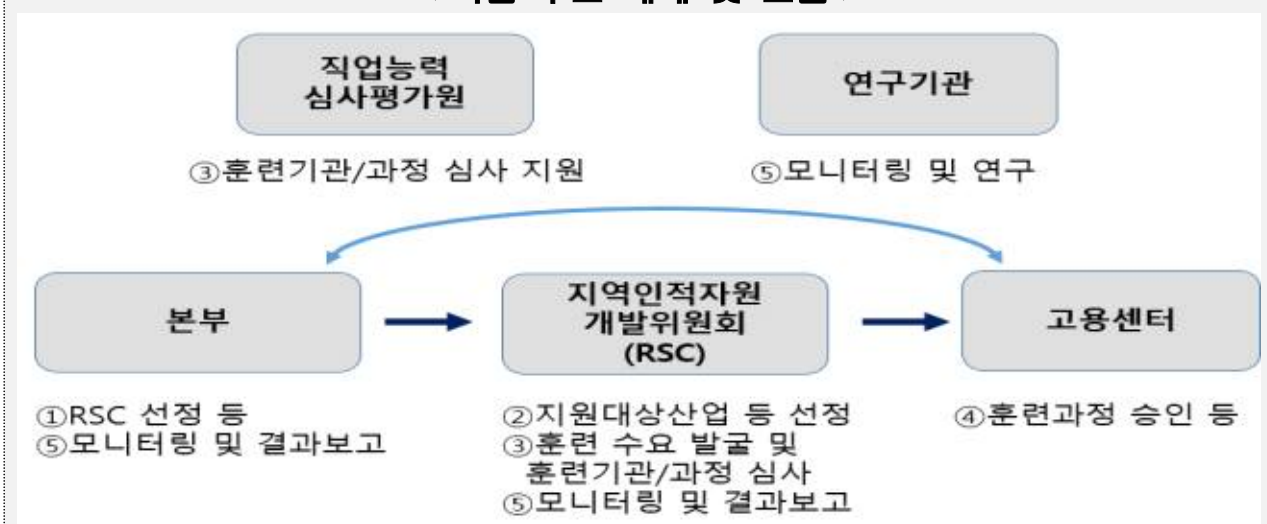 직업능력
심사평가원
연구기관
③훈련기관/과정 심사 지원
⑤모니터링 및 연구
본부
지역인적자원
개발위원회
(RSC)
고용센터
①RSC 선정 등
⑤모니터링 및 결과보고
②지원대상산업 등 선정
③훈련 수요 발굴 및
훈련기관/과정 심사
⑤모니터링 및 결과보고
④훈련과정 승인 등